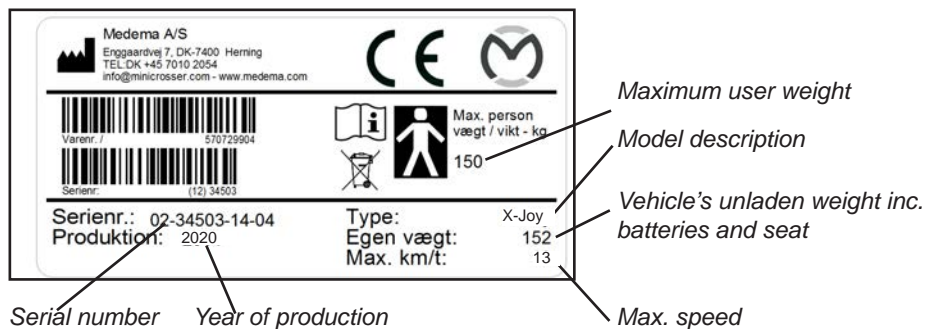 Medema A/S
Enggaardvej 7, DK-7400 Herning
TEL:DK +45 7010 2054
info@minicrosser.com - www.medema.com
CE
Varenr. / 570729904
Serienr: (12) 34503
i
Max. person
vægt / vikt - kg
150
Serienr.: 02-34503-14-04
Produktion: 2020
Type: X-Joy
Egen vægt: 152
Max. km/t: 13
Maximum user weight
Model description
Vehicle's unladen weight inc.
batteries and seat
Max. speed
Serial number
Year of production